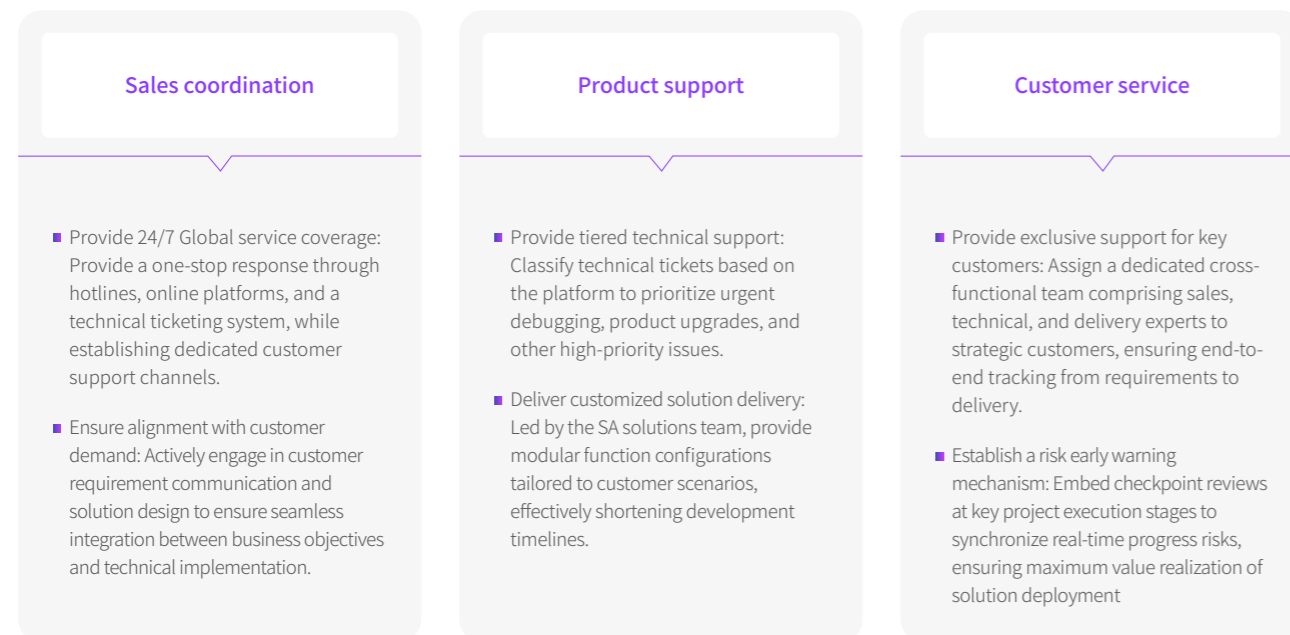 Sales coordination
Provide 24/7 Global service coverage:
Provide a one-stop response through
hotlines, online platforms, and a
technical ticketing system, while
establishing dedicated customer
support channels.
Ensure alignment with customer
demand: Actively engage in customer
requirement communication and
solution design to ensure seamless
integration between business objectives
and technical implementation.
Product support
Provide tiered technical support:
Classify technical tickets based on
the platform to prioritize urgent
debugging, product upgrades, and
other high-priority issues.
Deliver customized solution delivery:
Led by the SA solutions team, provide
modular function configurations
tailored to customer scenarios,
effectively shortening development
timelines.
Customer service
Provide exclusive support for key
customers: Assign a dedicated cross-
functional team comprising sales,
technical, and delivery experts to
strategic customers, ensuring end-to-
end tracking from requirements to
delivery.
Establish a risk early warning
mechanism: Embed checkpoint reviews
at key project execution stages to
synchronize real-time progress risks,
ensuring maximum value realization of
solution deployment